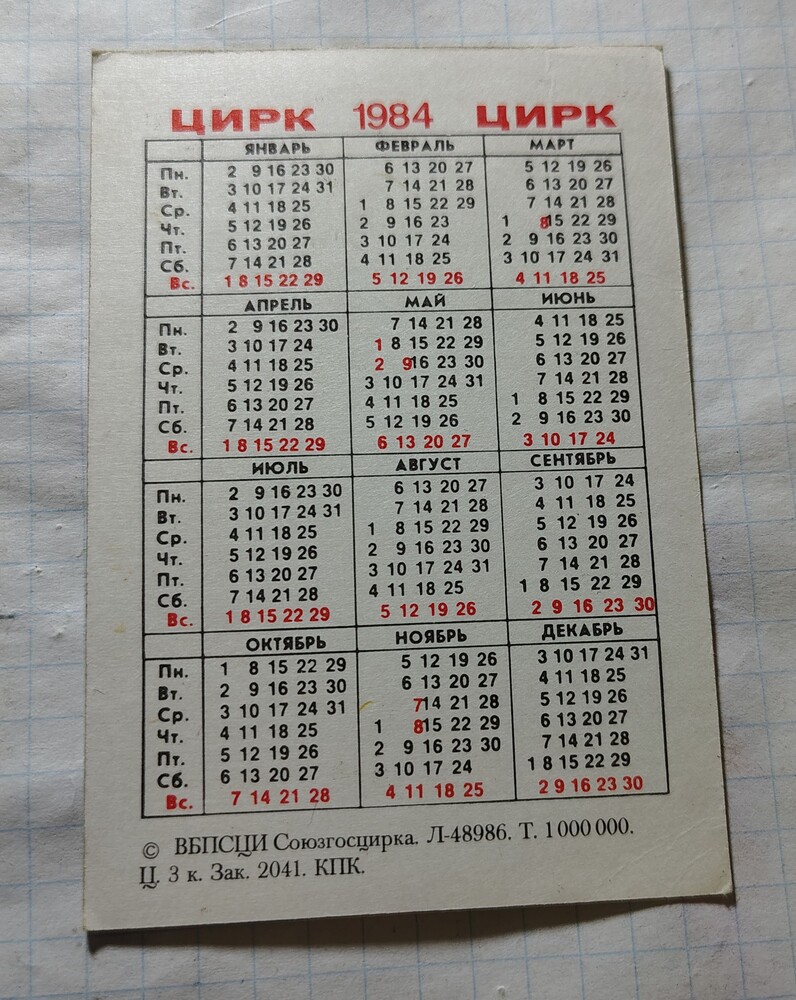 ЦИРК 1984 ЦИРК
ЯНВАРЬ ФЕВРАЛЬ МАРТ
Пн. 2 9 16 23 30 6 13 20 27 5 12 19 26
Вт. 3 10 17 24 31 7 14 21 28 6 13 20 27
Ср. 4 11 18 25 1 8 15 22 29 7 14 21 28
Чт. 5 12 19 26 2 9 16 23 1 8 15 22 29
Пт. 6 13 20 27 3 10 17 24 2 9 16 23 30
Сб. 7 14 21 28 4 11 18 25 3 10 17 24 31
Вс. 1 8 15 22 29 5 12 19 26 4 11 18 25
АПРЕЛЬ МАЙ ИЮНЬ
Пн. 2 9 16 23 30 7 14 21 28 4 11 18 25
Вт. 3 10 17 24 1 8 15 22 29 5 12 19 26
Ср. 4 11 18 25 2 9 16 23 30 6 13 20 27
Чт. 5 12 19 26 3 10 17 24 31 7 14 21 28
Пт. 6 13 20 27 4 11 18 25 1 8 15 22 29
Сб. 7 14 21 28 5 12 19 26 2 9 16 23 30
Вс. 1 8 15 22 29 6 13 20 27 3 10 17 24
ИЮЛЬ АВГУСТ СЕНТЯБРЬ
Пн. 2 9 16 23 30 6 13 20 27 3 10 17 24
Вт. 3 10 17 24 31 7 14 21 28 4 11 18 25
Ср. 4 11 18 25 1 8 15 22 29 5 12 19 26
Чт. 5 12 19 26 2 9 16 23 30 6 13 20 27
Пт. 6 13 20 27 3 10 17 24 31 7 14 21 28
Сб. 7 14 21 28 4 11 18 25 1 8 15 22 29
Вс. 1 8 15 22 29 5 12 19 26 2 9 16 23 30
ОКТЯБРЬ НОЯБРЬ ДЕКАБРЬ
Пн. 1 8 15 22 29 5 12 19 26 3 10 17 24 31
Вт. 2 9 16 23 30 6 13 20 27 4 11 18 25
Ср. 3 10 17 24 31 7 14 21 28 5 12 19 26
Чт. 4 11 18 25 1 8 15 22 29 6 13 20 27
Пт. 5 12 19 26 2 9 16 23 30 7 14 21 28
Сб. 6 13 20 27 3 10 17 24 1 8 15 22 29
Вс. 7 14 21 28 4 11 18 25 2 9 16 23 30
© ВБПСЦИ Союзгосцирка. Л-48986. Т. 1 000 000.
Ц. 3 к. Зак. 2041. КПК.